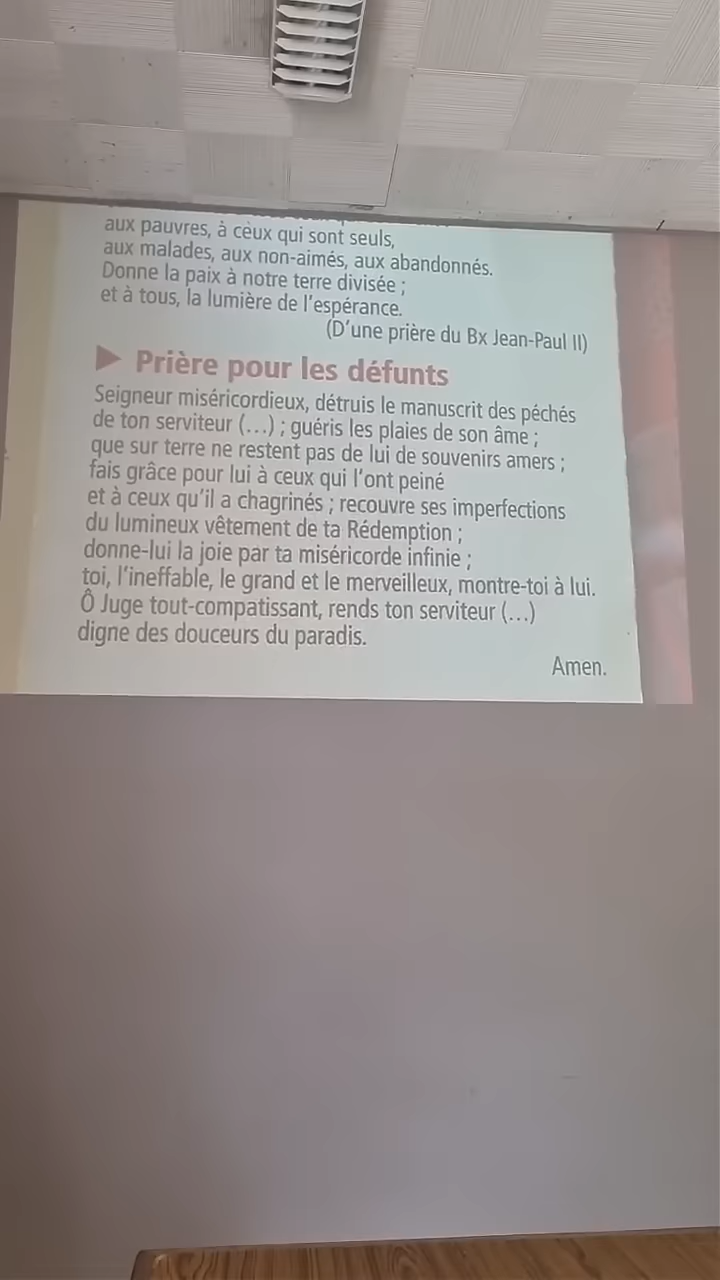 aux pauvres, à ceux qui sont seuls,
aux malades, aux non-aimés, aux abandonnés.
Donne la paix à notre terre divisée ;
et à tous, la lumière de l'espérance.
(D'une prière du Bx Jean-Paul II)
Prière pour les défunts
Seigneur miséricordieux, détruis le manuscrit des péchés
de ton serviteur (...) ; guéris les plaies de son âme ;
que sur terre ne restent pas de lui de souvenirs amers ;
fais grâce pour lui à ceux qui l'ont peiné
et à ceux qu'il a chagrinés ; recouvre ses imperfections
du lumineux vêtement de ta Rédemption ;
donne-lui la joie par ta miséricorde infinie ;
toi, l'ineffable, le grand et le merveilleux, montre-toi à lui.
Ô Juge tout-compatissant, rends ton serviteur (...)
digne des douceurs du paradis.
Amen.